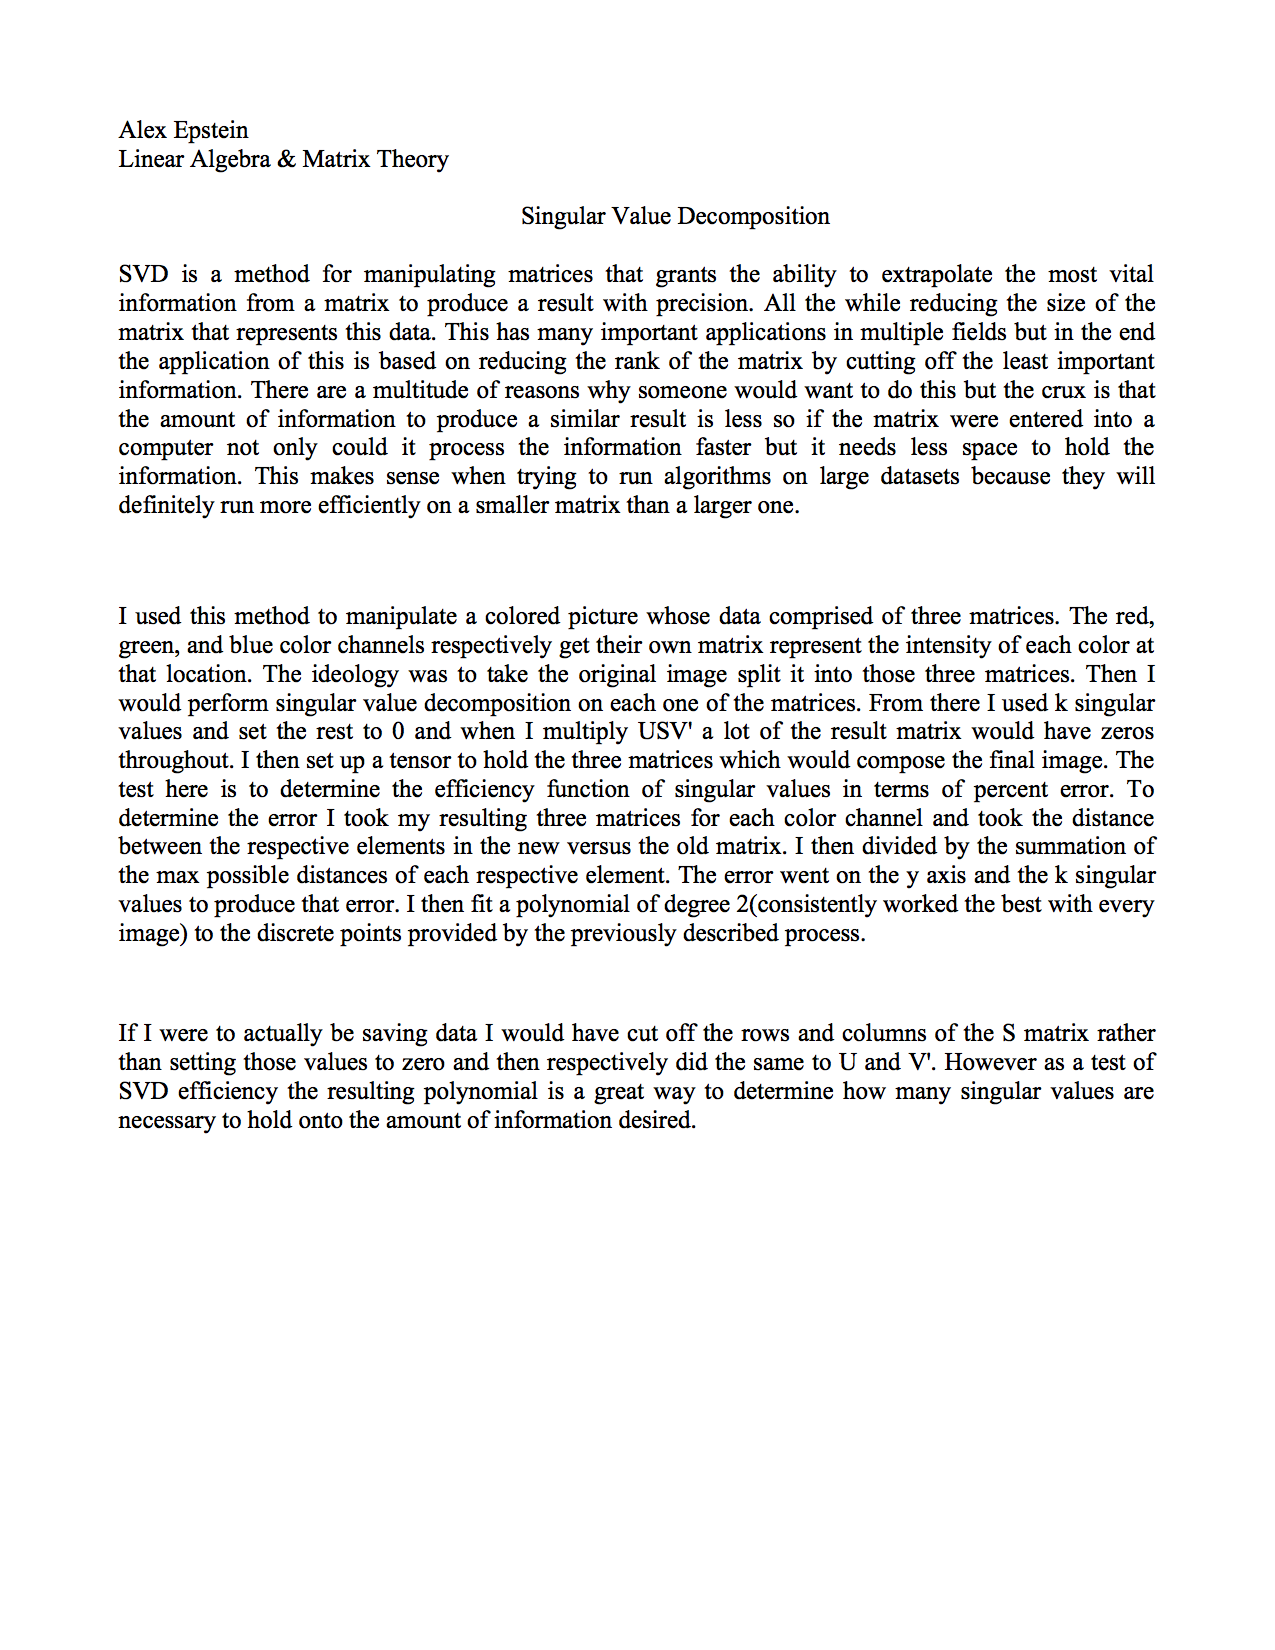 Alex Epstein
Linear Algebra & Matrix Theory
Singular Value Decomposition
SVD is a method for manipulating matrices that grants the ability to extrapolate the most vital
information from a matrix to produce a result with precision. All the while reducing the size of the
matrix that represents this data. This has many important applications in multiple fields but in the end
the application of this is based on reducing the rank of the matrix by cutting off the least important
information. There are a multitude of reasons why someone would want to do this but the crux is that
the amount of information to produce a similar result is less so if the matrix were entered into a
computer not only could it process the information faster but it needs less space to hold the
information. This makes sense when trying to run algorithms on large datasets because they will
definitely run more efficiently on a smaller matrix than a larger one.
I used this method to manipulate a colored picture whose data comprised of three matrices. The red,
green, and blue color channels respectively get their own matrix represent the intensity of each color at
that location. The ideology was to take the original image split it into those three matrices. Then I
would perform singular value decomposition on each one of the matrices. From there I used k singular
values and set the rest to 0 and when I multiply USV' a lot of the result matrix would have zeros
throughout. I then set up a tensor to hold the three matrices which would compose the final image. The
test here is to determine the efficiency function of singular values in terms of percent error. To
determine the error I took my resulting three matrices for each color channel and took the distance
between the respective elements in the new versus the old matrix. I then divided by the summation of
the max possible distances of each respective element. The error went on the y axis and the k singular
values to produce that error. I then fit a polynomial of degree 2(consistently worked the best with every
image) to the discrete points provided by the previously described process.
If I were to actually be saving data I would have cut off the rows and columns of the S matrix rather
than setting those values to zero and then respectively did the same to U and V'. However as a test of
SVD efficiency the resulting polynomial is a great way to determine how many singular values are
necessary to hold onto the amount of information desired.